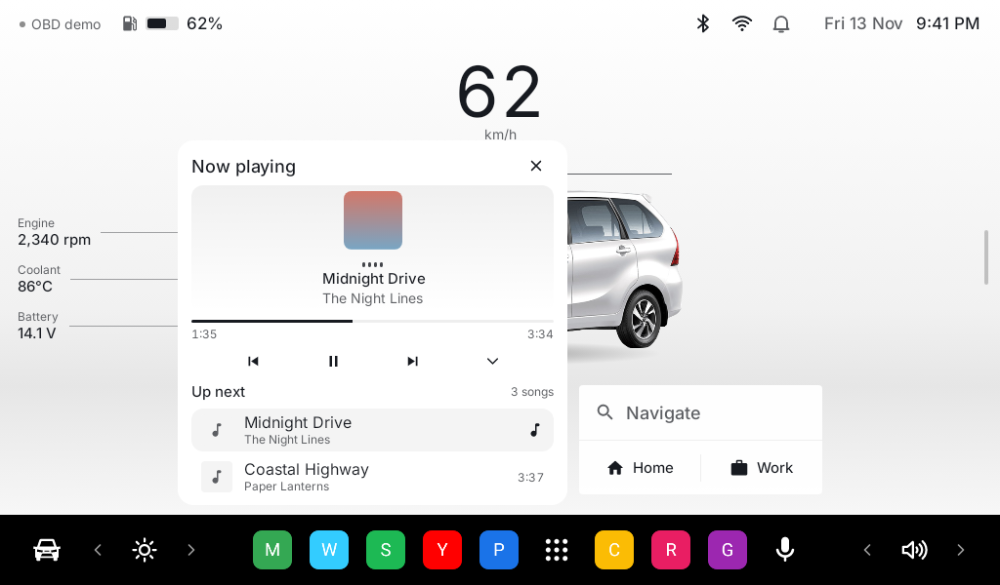 OBD demo
62%
Fri 13 Nov
9:41 PM
62
km/h
Now playing
Engine
2,340 rpm
Coolant
86°C
Battery
14.1 V
Midnight Drive
The Night Lines
1:35
3:34
Up next
3 songs
Midnight Drive
The Night Lines
Coastal Highway
Paper Lanterns
3:37
Navigate
Home
Work
M
W
S
Y
P
C
R
G